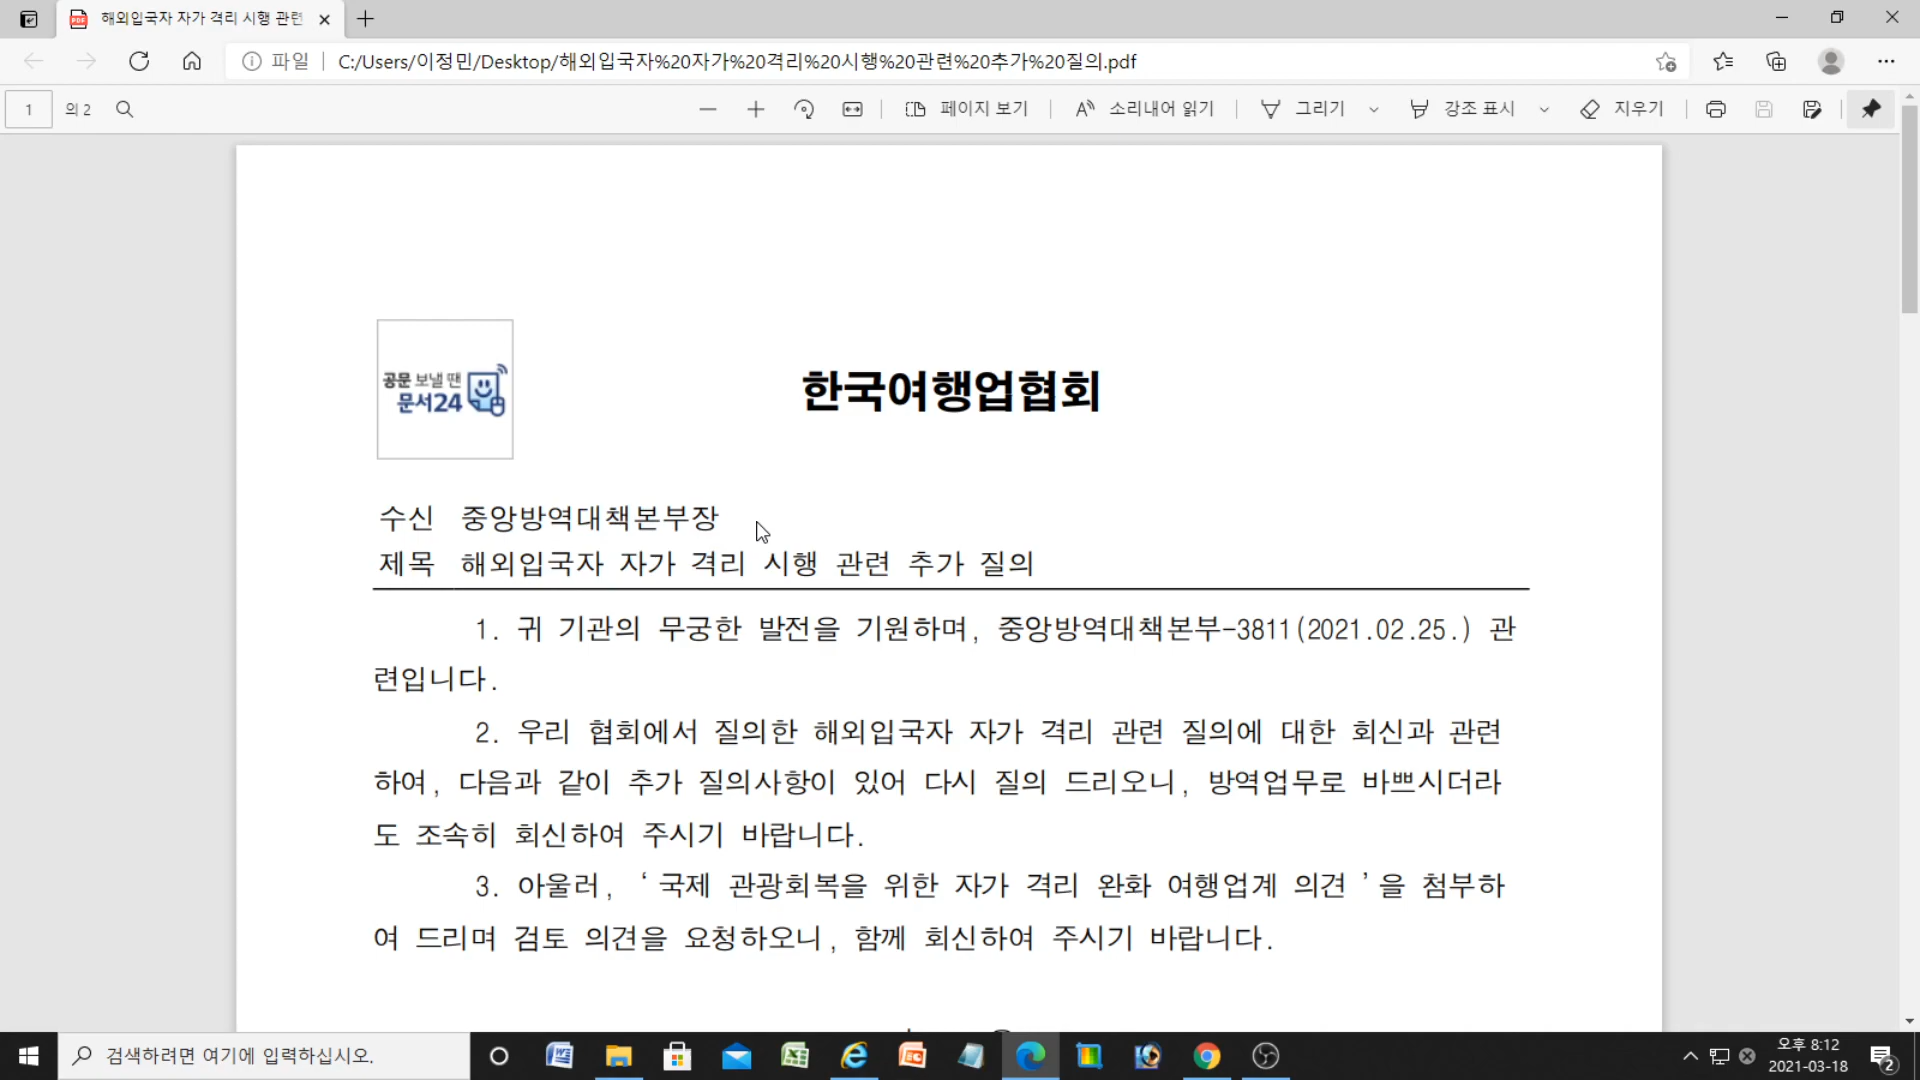 해외입국자 자가 격리 시행 관련
파일 C:/Users/이정민/Desktop/해외입국자%20자가%20격리%20시행%20관련%20추가%20질의.pdf
1 의 2 페이지 보기 소리내어 읽기 그리기 강조 표시 지우기
공문 보낼 땐
문서24
한국여행업협회
수신 중앙방역대책본부장
제목 해외입국자 자가 격리 시행 관련 추가 질의
1. 귀 기관의 무궁한 발전을 기원하며, 중앙방역대책본부-3811(2021.02.25.) 관
련입니다.
2. 우리 협회에서 질의한 해외입국자 자가 격리 관련 질의에 대한 회신과 관련
하여, 다음과 같이 추가 질의사항이 있어 다시 질의 드리오니, 방역업무로 바쁘시더라
도 조속히 회신하여 주시기 바랍니다.
3. 아울러, ‘국제 관광회복을 위한 자가 격리 완화 여행업계 의견’을 첨부하
여 드리며 검토 의견을 요청하오니, 함께 회신하여 주시기 바랍니다.
검색하려면 여기에 입력하십시오.
오후 8:12
2021-03-18
2